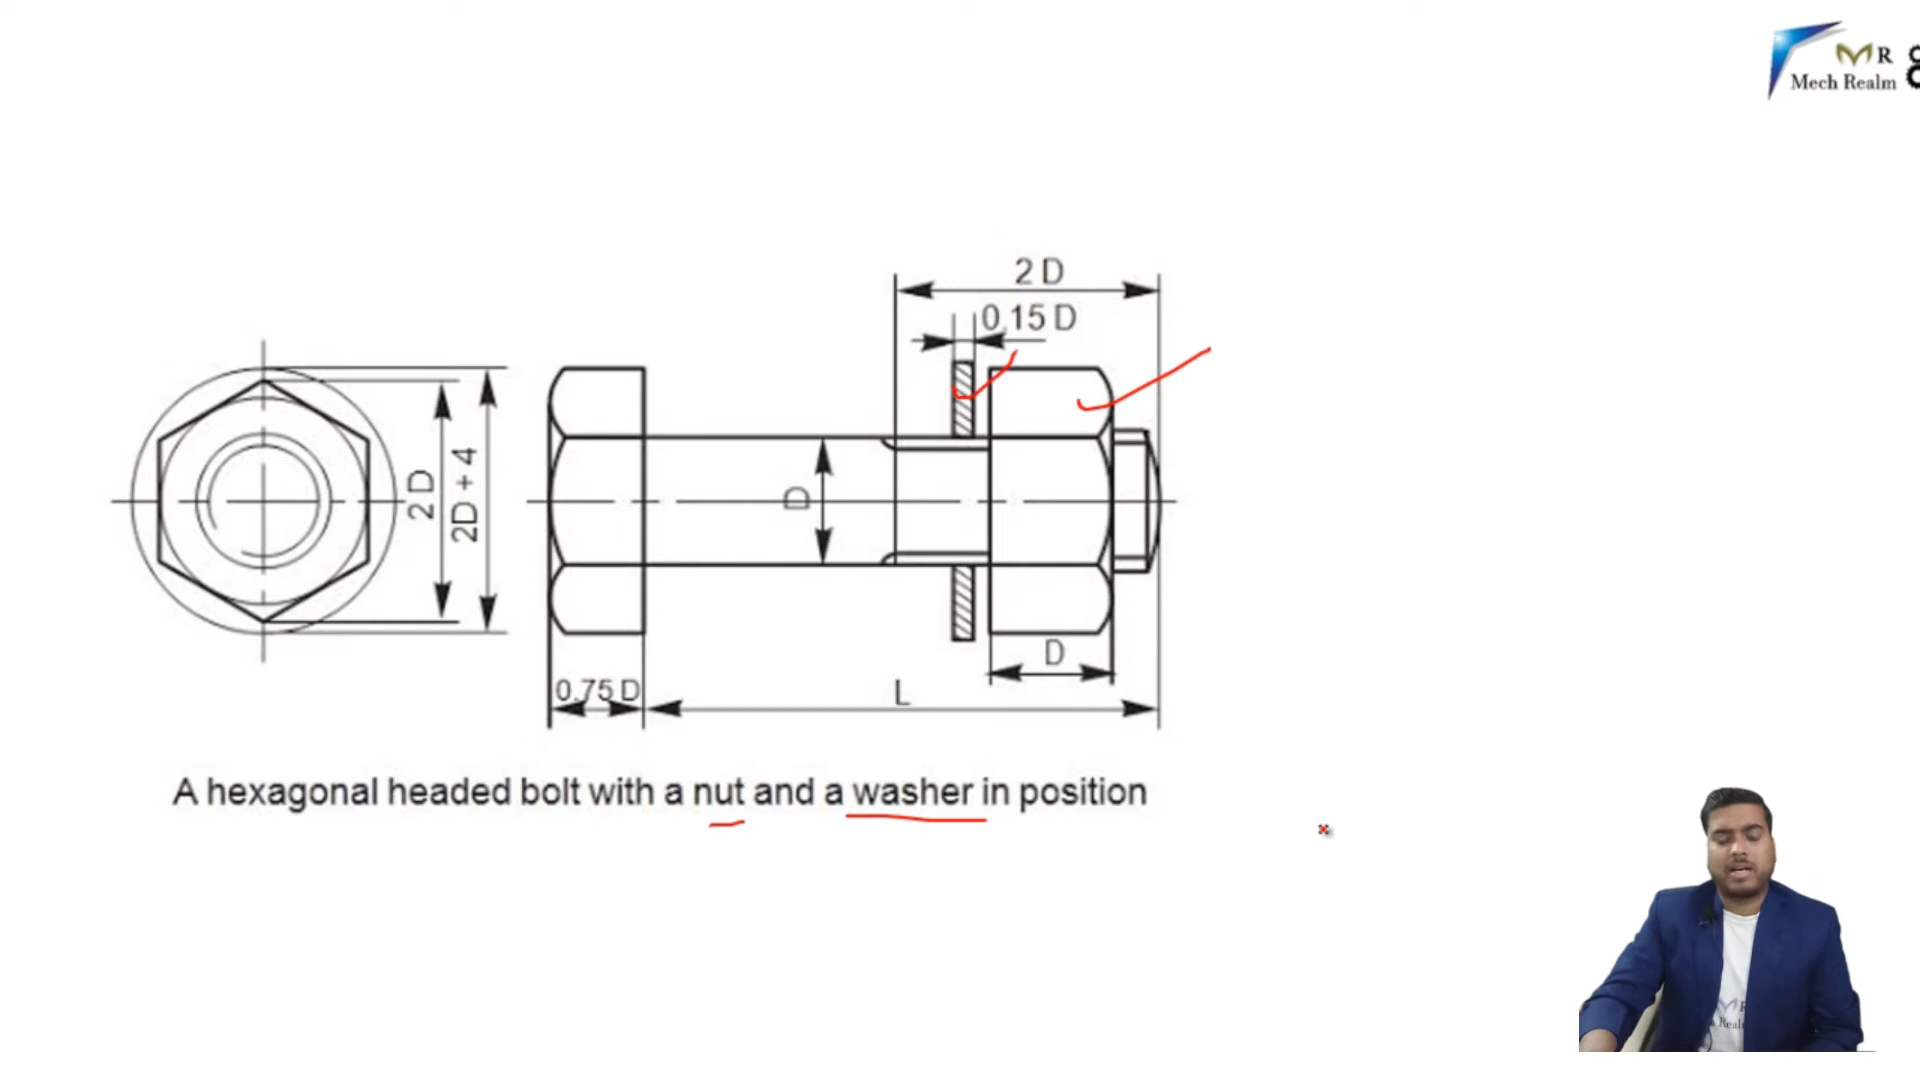 MR
Mech Realm
2 D
0.15 D
2 D
2D + 4
D
D
0.75 D
L
A hexagonal headed bolt with a nut and a washer in position